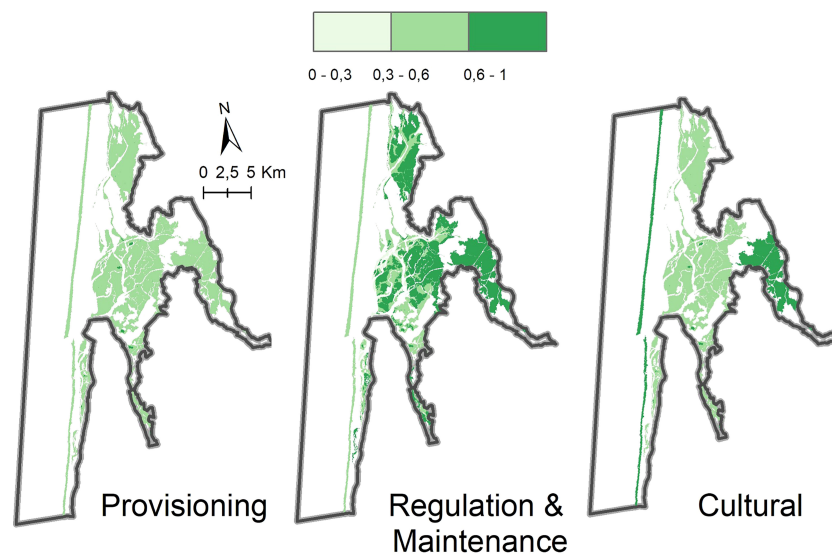 0 - 0,3 0,3 - 0,6 0,6 - 1
N
0 2,5 5 Km
Provisioning
Regulation &
Maintenance
Cultural